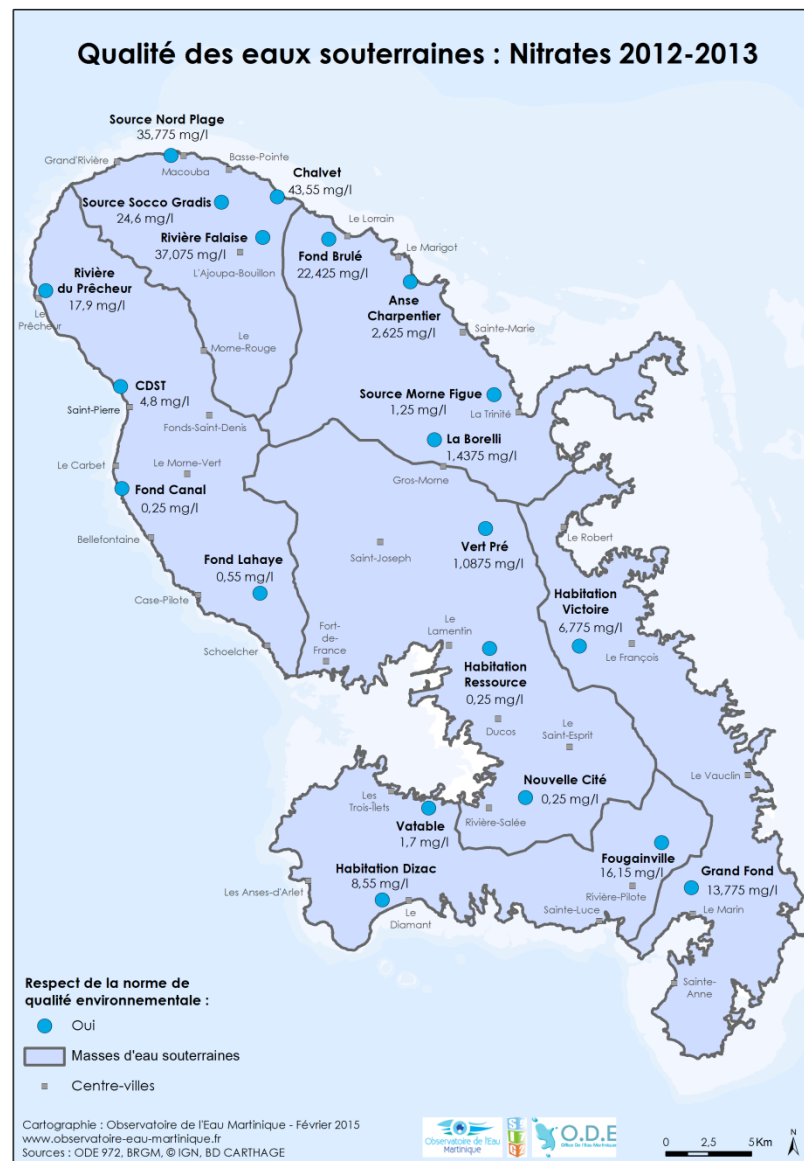 Qualité des eaux souterraines : Nitrates 2012-2013
Source Nord Plage
35,775 mg/l
Grand'Rivière
Macouba
Basse-Pointe
Chalvet
43,55 mg/l
Source Socco Gradis
24,6 mg/l
Rivière Falaise
37,075 mg/l
L'Ajoupa-Bouillon
Le Lorrain
Fond Brulé
22,425 mg/l
Le Marigot
Anse
Charpentier
2,625 mg/l
Sainte-Marie
Rivière
du Prêcheur
17,9 mg/l
Le
Prêcheur
Le
Morne-Rouge
CDST
4,8 mg/l
Saint-Pierre
Fonds-Saint-Denis
Source Morne Figue
1,25 mg/l
La Trinité
La Borelli
1,4375 mg/l
Gros-Morne
Le Carbet
Le Morne-Vert
Fond Canal
0,25 mg/l
Bellefontaine
Saint-Joseph
Vert Pré
1,0875 mg/l
Le Robert
Fond Lahaye
0,55 mg/l
Case-Pilote
Schoelcher
Fort-
de-
France
Le
Lamentin
Habitation
Victoire
6,775 mg/l
Le François
Habitation
Ressource
0,25 mg/l
Ducos
Le
Saint-Esprit
Le Vauclin
Nouvelle Cité
0,25 mg/l
Rivière-Salée
Les
Trois-Îlets
Vatable
1,7 mg/l
Habitation Dizac
8,55 mg/l
Les Anses-d'Arlet
Le
Diamant
Fougainville
16,15 mg/l
Rivière-Pilote
Sainte-Luce
Grand Fond
13,775 mg/l
Le Marin
Sainte-
Anne
Respect de la norme de
qualité environnementale :
Oui
Masses d'eau souterraines
Centre-villes
Cartographie : Observatoire de l'Eau Martinique - Février 2015
www.observatoire-eau-martinique.fr
Sources : ODE 972, BRGM, © IGN, BD CARTHAGE
Observatoire de l'Eau
Martinique
O.D.E
Office De l'Eau Martinique
0 2,5 5 Km
N